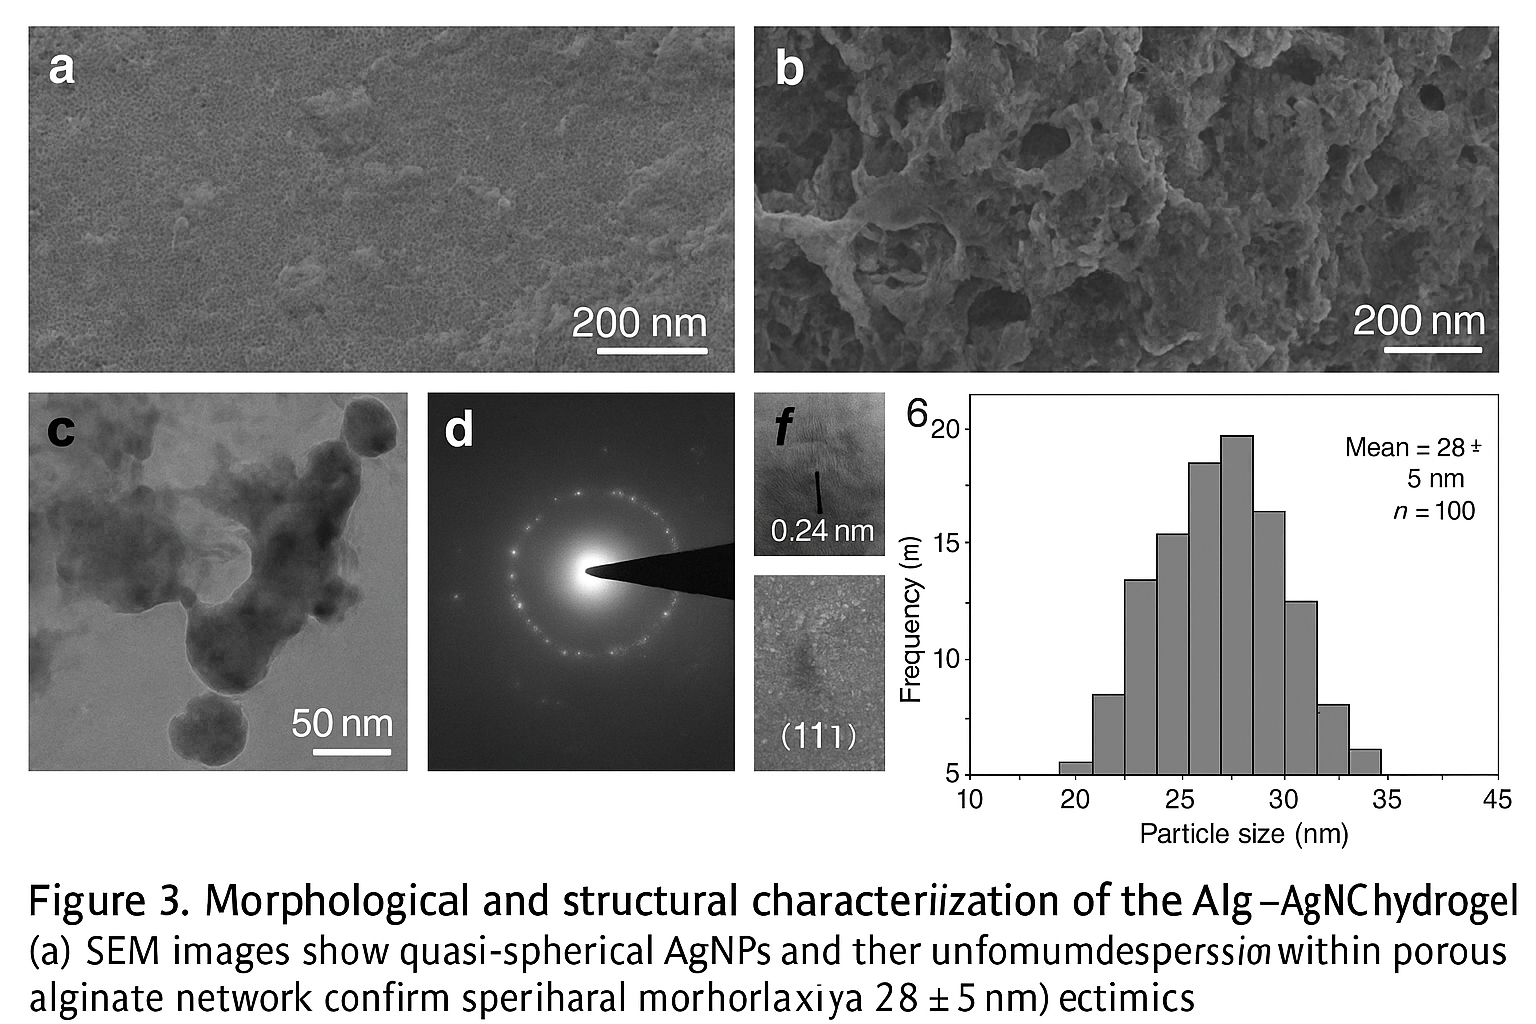 a
200 nm
b
200 nm
c
50 nm
d
f
0.24 nm
(111)
6
20
15
10
5
Frequency (m)
Mean = 28 ±
5 nm
n = 100
10 20 25 30 35 45
Particle size (nm)
Figure 3. Morphological and structural characteriization of the Alg–AgNC hydrogel
(a) SEM images show quasi-spherical AgNPs and ther unfomumdesperssion within porous
alginate network confirm speriharal morhorlaxiya 28 ± 5 nm) ectimics